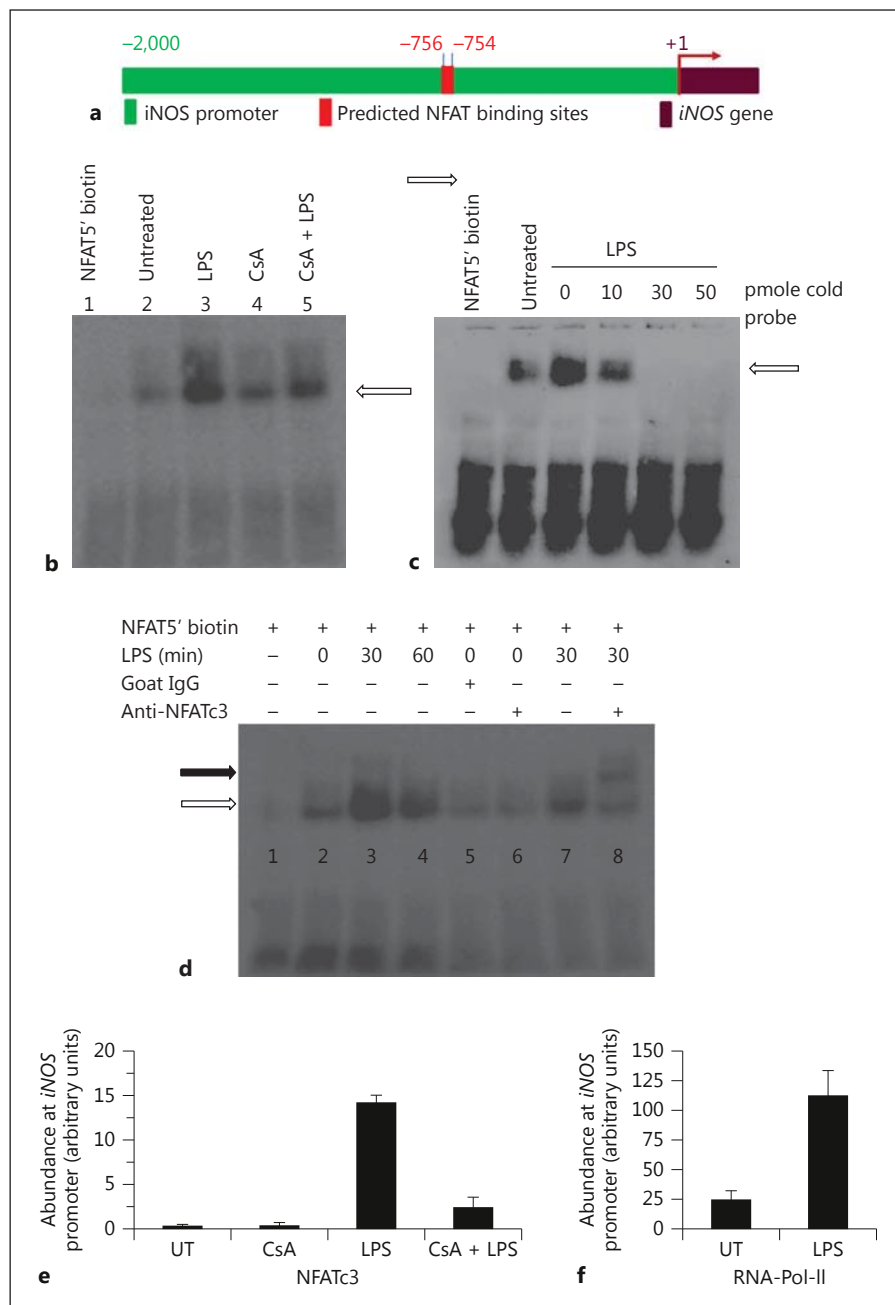 –2,000 –756 –754 +1
a iNOS promoter Predicted NFAT binding sites iNOS gene
NFAT5' biotin Untreated LPS CsA CsA + LPS
1 2 3 4 5
b
NFAT5' biotin Untreated LPS
0 10 30 50 pmole cold
probe
c
NFAT5' biotin + + + + + + + +
LPS (min) – 0 30 60 0 0 30 30
Goat IgG – – – – + – – –
Anti-NFATc3 – – – – – + – +
1 2 3 4 5 6 7 8
d
Abundance at iNOS
promoter (arbitrary units)
20
15
10
5
0
UT CsA LPS CsA + LPS
e NFATc3
Abundance at iNOS
promoter (arbitrary units)
150
125
100
75
50
25
0
UT LPS
f RNA-Pol-II